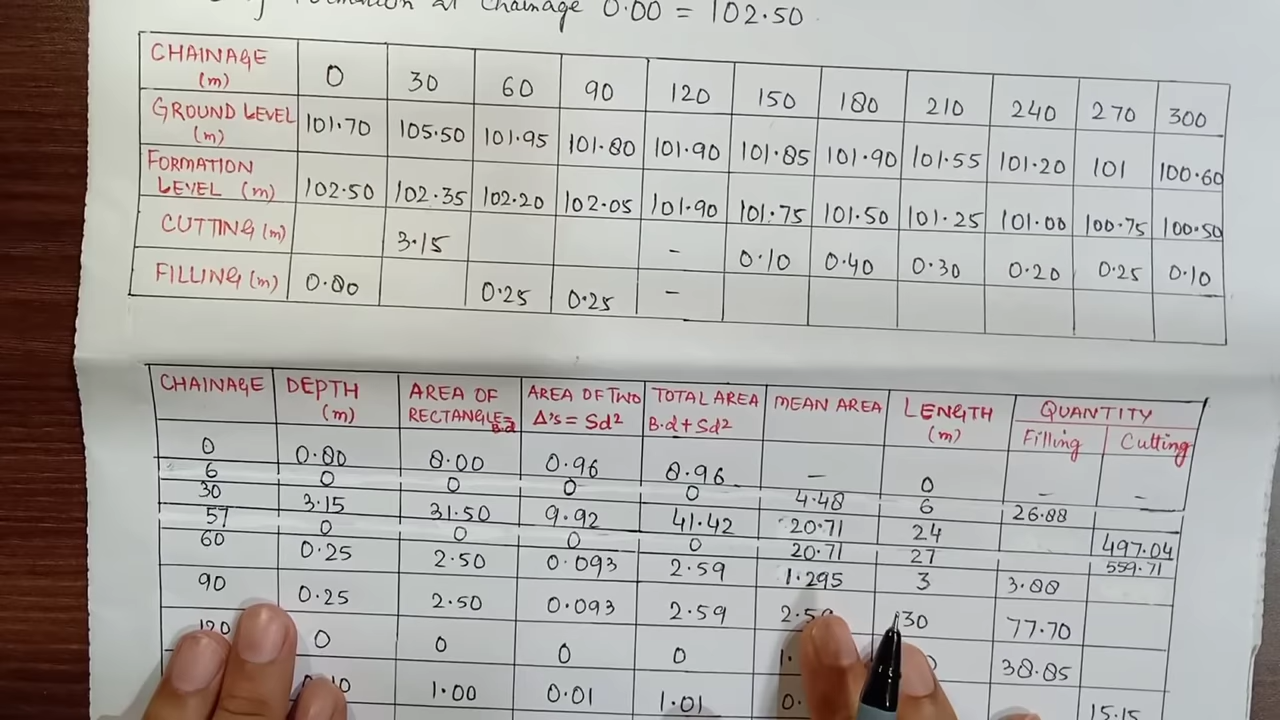 Formation at Chainage 0.00 = 102.50
CHAINAGE (m) 0 30 60 90 120 150 180 210 240 270 300
GROUND LEVEL (m) 101.70 105.50 101.95 101.80 101.90 101.85 101.90 101.55 101.20 101 100.60
FORMATION LEVEL (m) 102.50 102.35 102.20 102.05 101.90 101.75 101.50 101.25 101.00 100.75 100.50
CUTTING (m) 3.15 - 0.10 0.40 0.30 0.20 0.25 0.10
FILLING (m) 0.80 0.25 0.25 -
CHAINAGE DEPTH (m) AREA OF RECTANGLE=B.d AREA OF TWO Δ's = Sd² TOTAL AREA B.d + Sd² MEAN AREA LENGTH (m) QUANTITY
Filling Cutting
0 0.80 8.00 0.96 8.96 - 0 - -
6 0 0 0 0 4.48 6 26.88
30 3.15 31.50 9.92 41.42 20.71 24 497.04
57 0 0 0 0 20.71 27 559.71
60 0.25 2.50 0.093 2.59 1.295 3 3.88
90 0.25 2.50 0.093 2.59 2.59 30 77.70
120 0 0 0 0 38.85
1.00 0.01 1.01 15.15